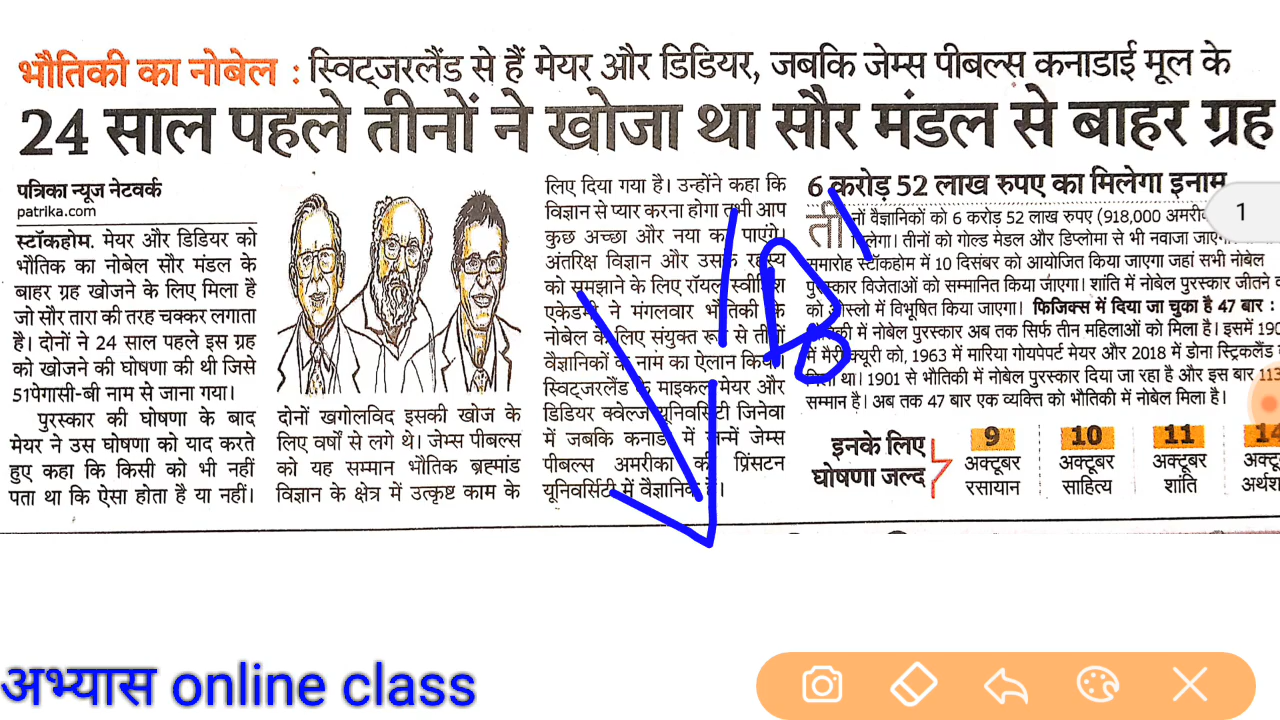 भौतिकी का नोबेल : स्विट्जरलैंड से हैं मेयर और डिडियर, जबकि जेम्स पीबल्स कनाडाई मूल के
24 साल पहले तीनों ने खोजा था सौर मंडल से बाहर ग्रह
पत्रिका न्यूज नेटवर्क
patrika.com
स्टॉकहोम. मेयर और डिडियर को
भौतिक का नोबेल सौर मंडल के
बाहर ग्रह खोजने के लिए मिला है
जो सौर तारा की तरह चक्कर लगाता
है। दोनों ने 24 साल पहले इस ग्रह
को खोजने की घोषणा की थी जिसे
51पेगासी-बी नाम से जाना गया।
पुरस्कार की घोषणा के बाद
मेयर ने उस घोषणा को याद करते
हुए कहा कि किसी को भी नहीं
पता था कि ऐसा होता है या नहीं।
दोनों खगोलविद इसकी खोज के
लिए वर्षों से लगे थे। जेम्स पीबल्स
को यह सम्मान भौतिक ब्रह्मांड
विज्ञान के क्षेत्र में उत्कृष्ट काम के
लिए दिया गया है। उन्होंने कहा कि
विज्ञान से प्यार करना होगा तभी आप
कुछ अच्छा और नया कर पाएंगे।
अंतरिक्ष विज्ञान और उसके रहस्य
को समझाने के लिए रॉयल स्वीडिश
एकेडमी ने मंगलवार भौतिकी के
नोबेल के लिए संयुक्त रूप से तीनों
वैज्ञानिकों के नाम का ऐलान किया।
स्विट्जरलैंड के माइकल मेयर और
डिडियर क्वेल्ज यूनिवर्सिटी जिनेवा
में जबकि कनाडा में जन्में जेम्स
पीबल्स अमरीका की प्रिंसटन
यूनिवर्सिटी में वैज्ञानिक हैं।
6 करोड़ 52 लाख रुपए का मिलेगा इनाम
तीनों वैज्ञानिकों को 6 करोड़ 52 लाख रुपए (918,000
मिलेगा। तीनों को गोल्ड मेडल और डिप्लोमा से भी नवाजा
समारोह स्टॉकहोम में 10 दिसंबर को आयोजित किया जाएगा जहां सभी नोबेल
पुरस्कार विजेताओं को सम्मानित किया जाएगा। शांति में नोबेल पुरस्कार जीतने
को ओस्लो में विभूषित किया जाएगा। फिजिक्स में दिया जा चुका है 47 बार :
भौतिकी में नोबेल पुरस्कार अब तक सिर्फ तीन महिलाओं को मिला है। इसमें
में मैरी क्यूरी को, 1963 में मारिया गोयपेपर्ट मेयर और 2018 में डोना स्ट्रिकलैंड
मिला था। 1901 से भौतिकी में नोबेल पुरस्कार दिया जा रहा है और इस बार
सम्मान है। अब तक 47 बार एक व्यक्ति को भौतिकी में नोबेल मिला है।
इनके लिए
घोषणा जल्द
9 अक्टूबर रसायान
10 अक्टूबर साहित्य
11 अक्टूबर शांति
14
1
अभ्यास online class